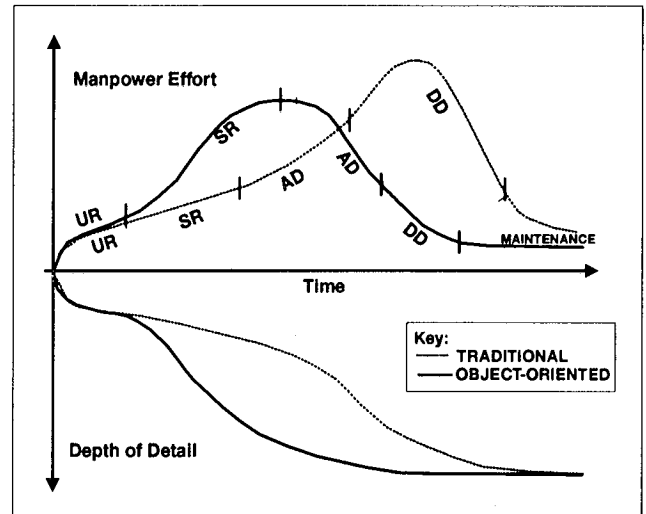 Manpower Effort
DD
SR
AD
AD
UR
SR
UR
DD
MAINTENANCE
Time
Key:
TRADITIONAL
OBJECT-ORIENTED
Depth of Detail